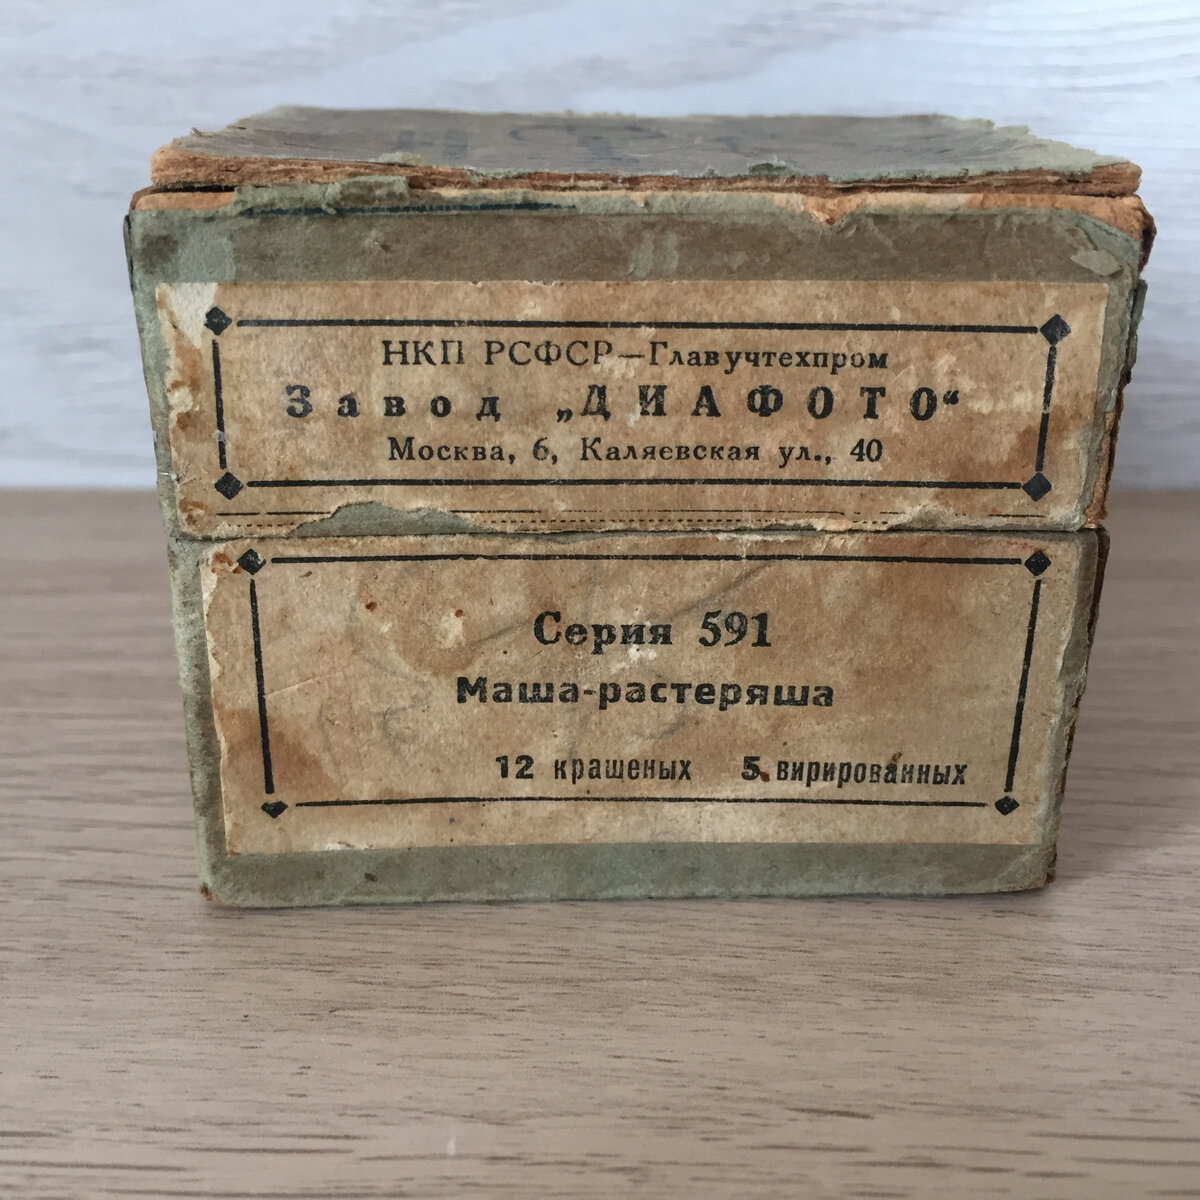 НКП РСФСР—Главучтехпром
Завод „ДИАФОТО“
Москва, 6, Каляевская ул., 40
Серия 591
Маша-растеряша
12 крашеных 5 вирированных